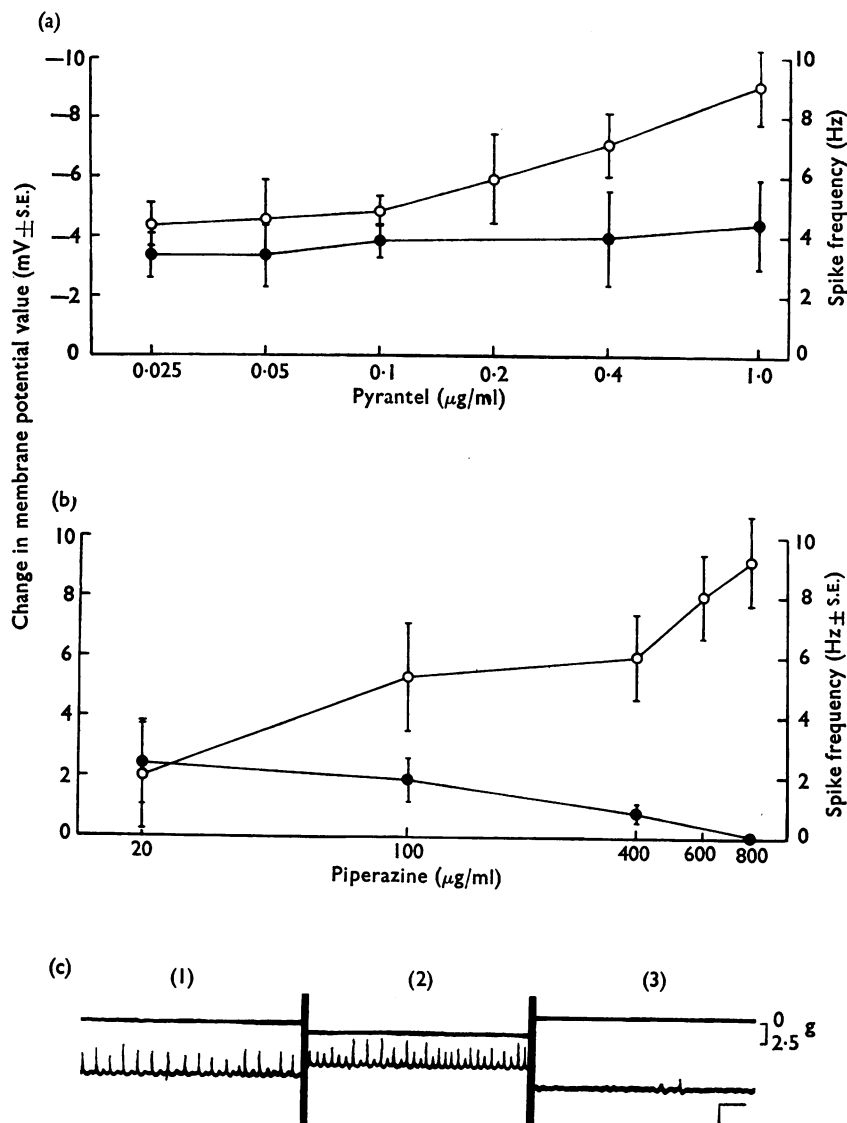 (a)
Change in membrane potential value (mV±S.E.)
—10
—8
—6
—4
—2
0
10
8
6
4
2
0
Spike frequency (Hz)
0·025 0·05 0·1 0·2 0·4 1·0
Pyrantel (μg/ml)
(b)
10
8
6
4
2
0
10
8
6
4
2
0
Spike frequency (Hz± S.E.)
20 100 400 600 800
Piperazine (μg/ml)
(c)
(1) (2) (3)
0
2·5 g